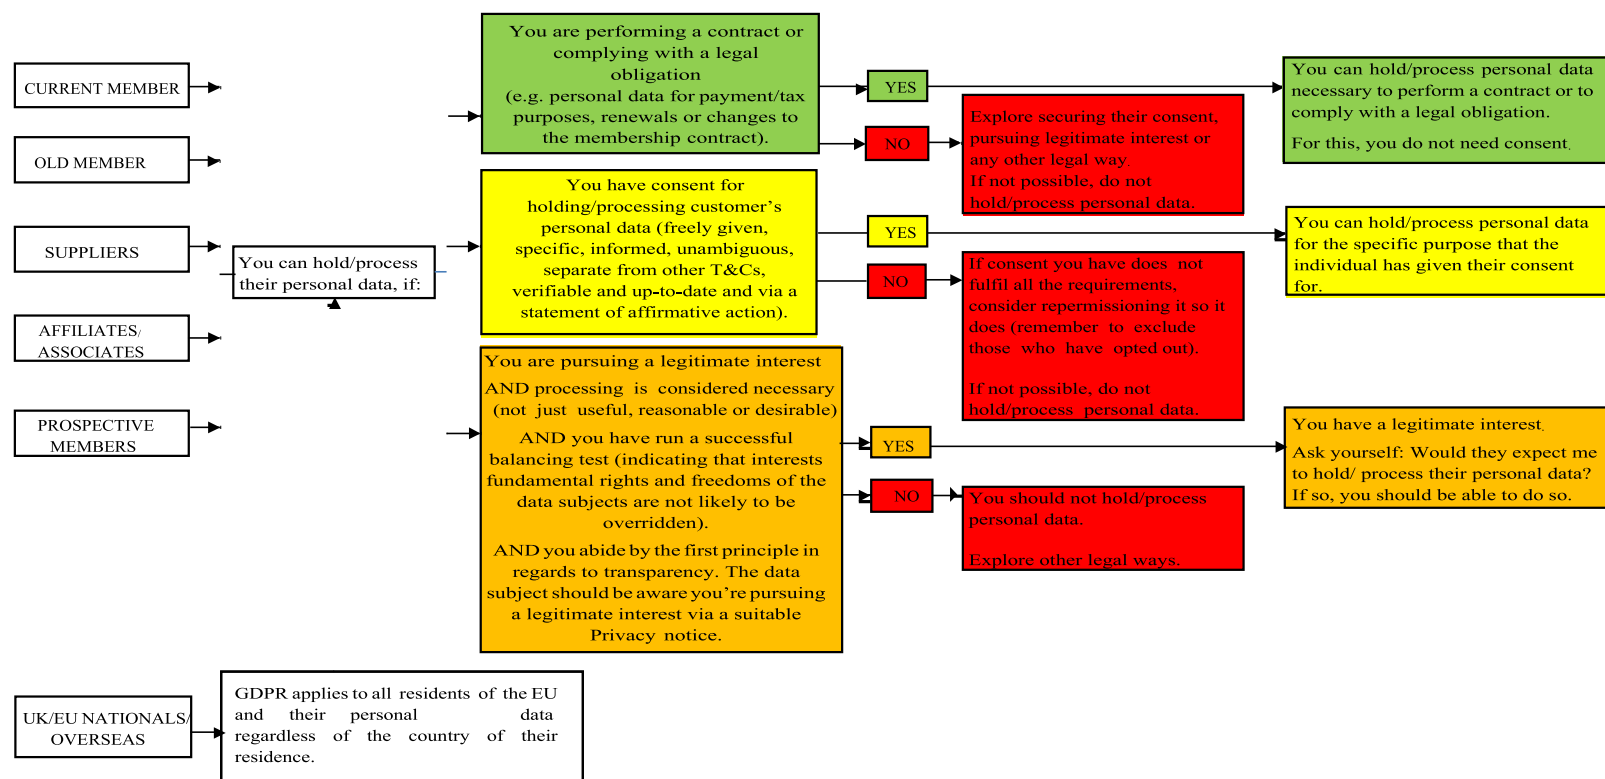 CURRENT MEMBER
OLD MEMBER
SUPPLIERS
AFFILIATES/
ASSOCIATES
PROSPECTIVE
MEMBERS
You can hold/process
their personal data, if:
You are performing a contract or
complying with a legal
obligation
(e.g. personal data for payment/tax
purposes, renewals or changes to
the membership contract).
YES
NO
Explore securing their consent,
pursuing legitimate interest or
any other legal way.
If not possible, do not
hold/process personal data.
You can hold/process personal data
necessary to perform a contract or to
comply with a legal obligation.
For this, you do not need consent.
You have consent for
holding/processing customer’s
personal data (freely given,
specific, informed, unambiguous,
separate from other T&Cs,
verifiable and up-to-date and via a
statement of affirmative action).
YES
NO
If consent you have does not
fulfil all the requirements,
consider repermissioning it so it
does (remember to exclude
those who have opted out).
If not possible, do not
hold/process personal data.
You can hold/process personal data
for the specific purpose that the
individual has given their consent
for.
You are pursuing a legitimate interest
AND processing is considered necessary
(not just useful, reasonable or desirable)
AND you have run a successful
balancing test (indicating that interests
fundamental rights and freedoms of the
data subjects are not likely to be
overridden).
AND you abide by the first principle in
regards to transparency. The data
subject should be aware you’re pursuing
a legitimate interest via a suitable
Privacy notice.
YES
NO
You should not hold/process
personal data.
Explore other legal ways.
You have a legitimate interest.
Ask yourself: Would they expect me
to hold/ process their personal data?
If so, you should be able to do so.
UK/EU NATIONALS/
OVERSEAS
GDPR applies to all residents of the EU
and their personal data
regardless of the country of their
residence.